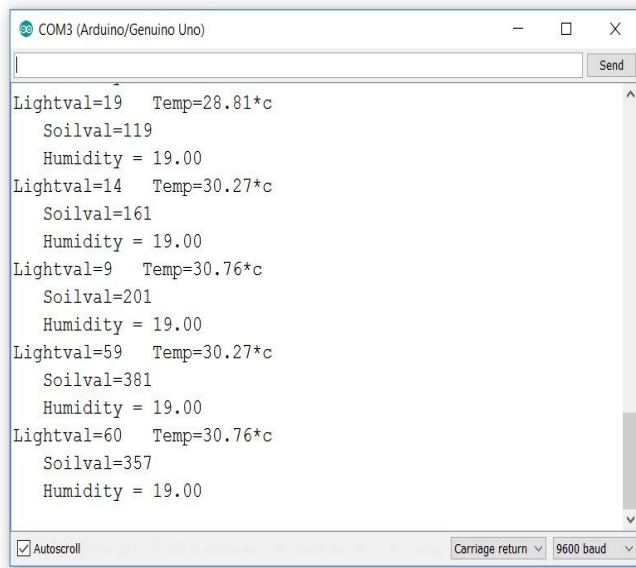 COM3 (Arduino/Genuino Uno)
Send
Lightval=19   Temp=28.81*c
   Soilval=119
   Humidity = 19.00
Lightval=14   Temp=30.27*c
   Soilval=161
   Humidity = 19.00
Lightval=9   Temp=30.76*c
   Soilval=201
   Humidity = 19.00
Lightval=59   Temp=30.27*c
   Soilval=381
   Humidity = 19.00
Lightval=60   Temp=30.76*c
   Soilval=357
   Humidity = 19.00
Autoscroll Carriage return 9600 baud